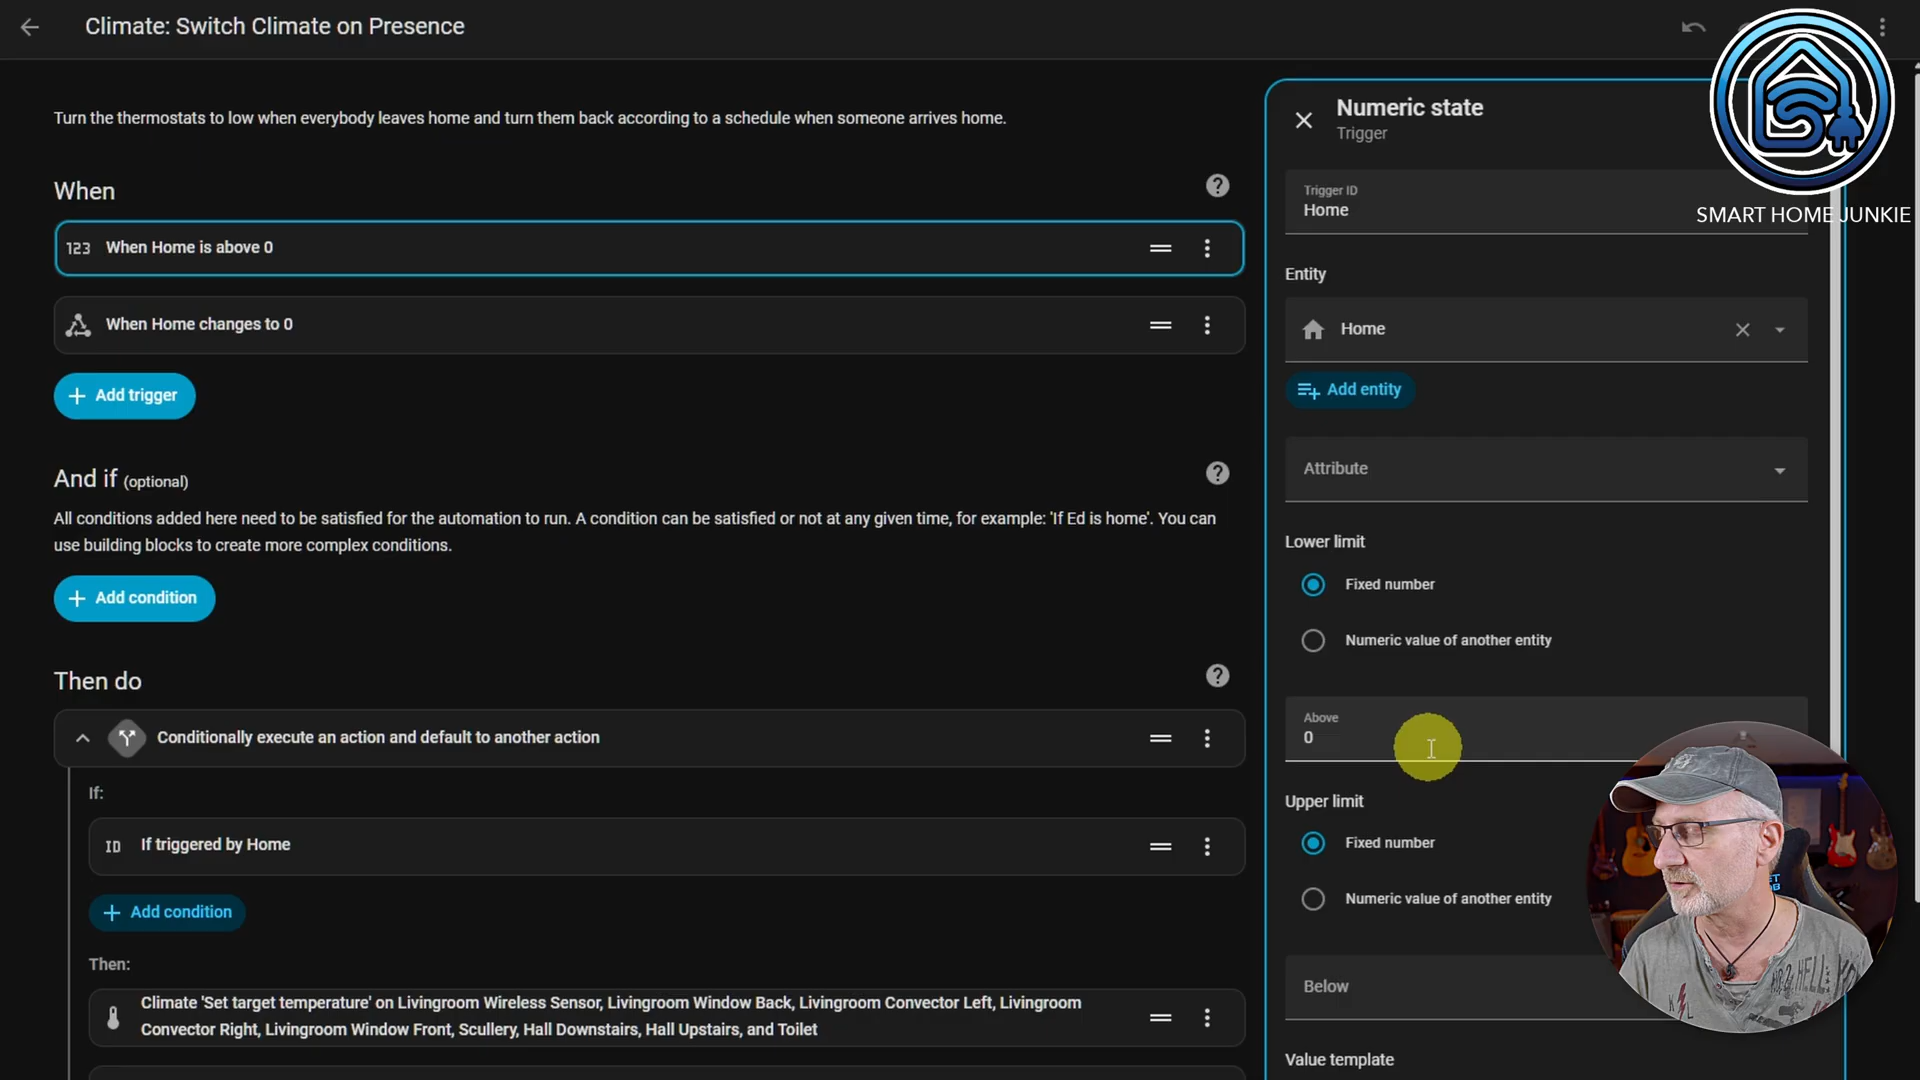 Climate: Switch Climate on Presence
Turn the thermostats to low when everybody leaves home and turn them back according to a schedule when someone arrives home.
When
123 When Home is above 0
When Home changes to 0
+ Add trigger
And if (optional)
All conditions added here need to be satisfied for the automation to run. A condition can be satisfied or not at any given time, for example: 'If Ed is home'. You can
use building blocks to create more complex conditions.
+ Add condition
Then do
Conditionally execute an action and default to another action
If:
ID If triggered by Home
+ Add condition
Then:
Climate 'Set target temperature' on Livingroom Wireless Sensor, Livingroom Window Back, Livingroom Convector Left, Livingroom
Convector Right, Livingroom Window Front, Scullery, Hall Downstairs, Hall Upstairs, and Toilet
Numeric state
Trigger
SMART HOME JUNKIE
Trigger ID
Home
Entity
Home
Add entity
Attribute
Lower limit
Fixed number
Numeric value of another entity
Above
0
Upper limit
Fixed number
Numeric value of another entity
Below
Value template